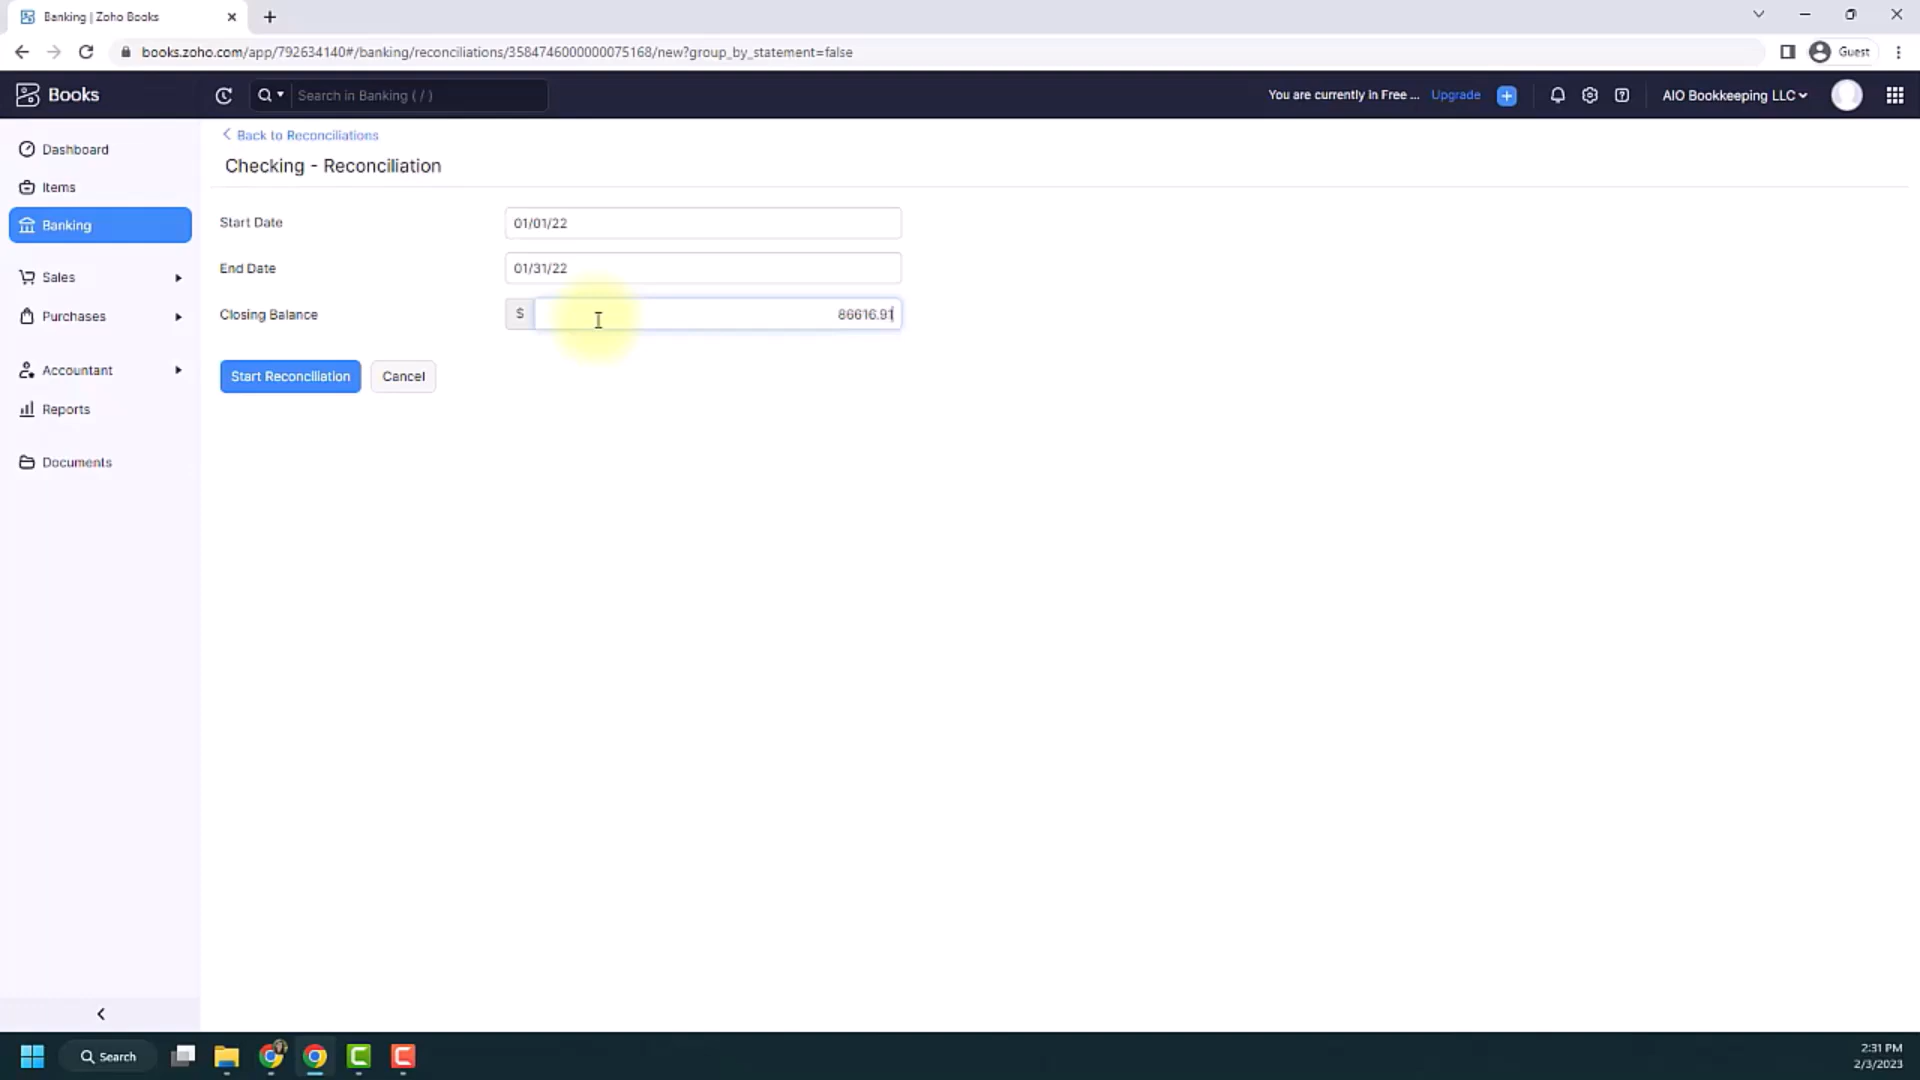 Banking | Zoho Books
books.zoho.com/app/792634140#/banking/reconciliations/3584746000000075168/new?group_by_statement=false
Guest
Books
Search in Banking ( / )
You are currently in Free ...
Upgrade
AIO Bookkeeping LLC
Dashboard
Items
Banking
Sales
Purchases
Accountant
Reports
Documents
Back to Reconciliations
Checking - Reconciliation
Start Date
01/01/22
End Date
01/31/22
Closing Balance
$
86616.91
Start Reconciliation
Cancel
Search
2:31 PM
2/3/2023